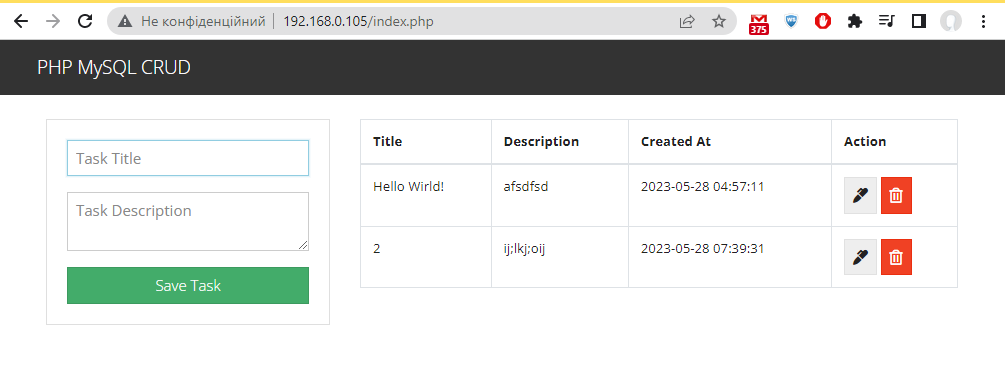 Не конфіденційний 192.168.0.105/index.php
375
PHP MySQL CRUD
Task Title
Task Description
Save Task
Title Description Created At Action
Hello Wirld! afsdfsd 2023-05-28 04:57:11
2 ij;lkj;oij 2023-05-28 07:39:31